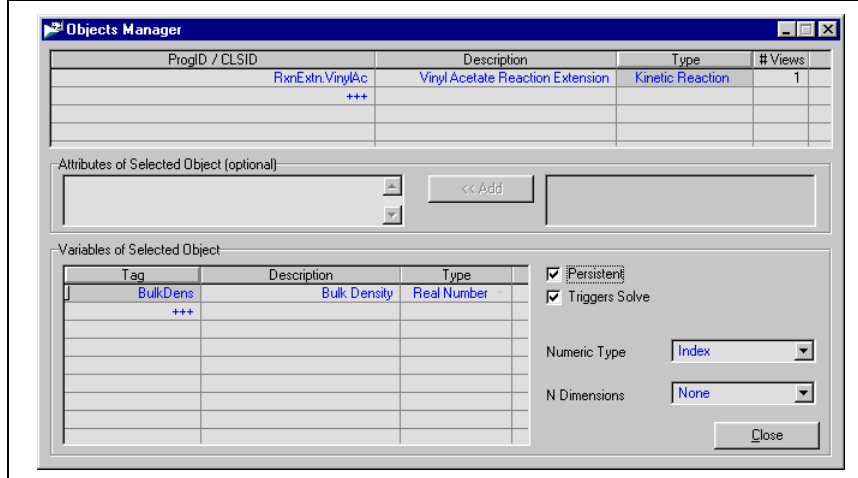 Objects Manager
ProgID / CLSID Description Type # Views
RxnExtn.VinylAc Vinyl Acetate Reaction Extension Kinetic Reaction 1
+++
Attributes of Selected Object (optional)
<< Add
Variables of Selected Object
Tag Description Type
BulkDens Bulk Density Real Number
+++
Persistent
Triggers Solve
Numeric Type Index
N Dimensions None
Close